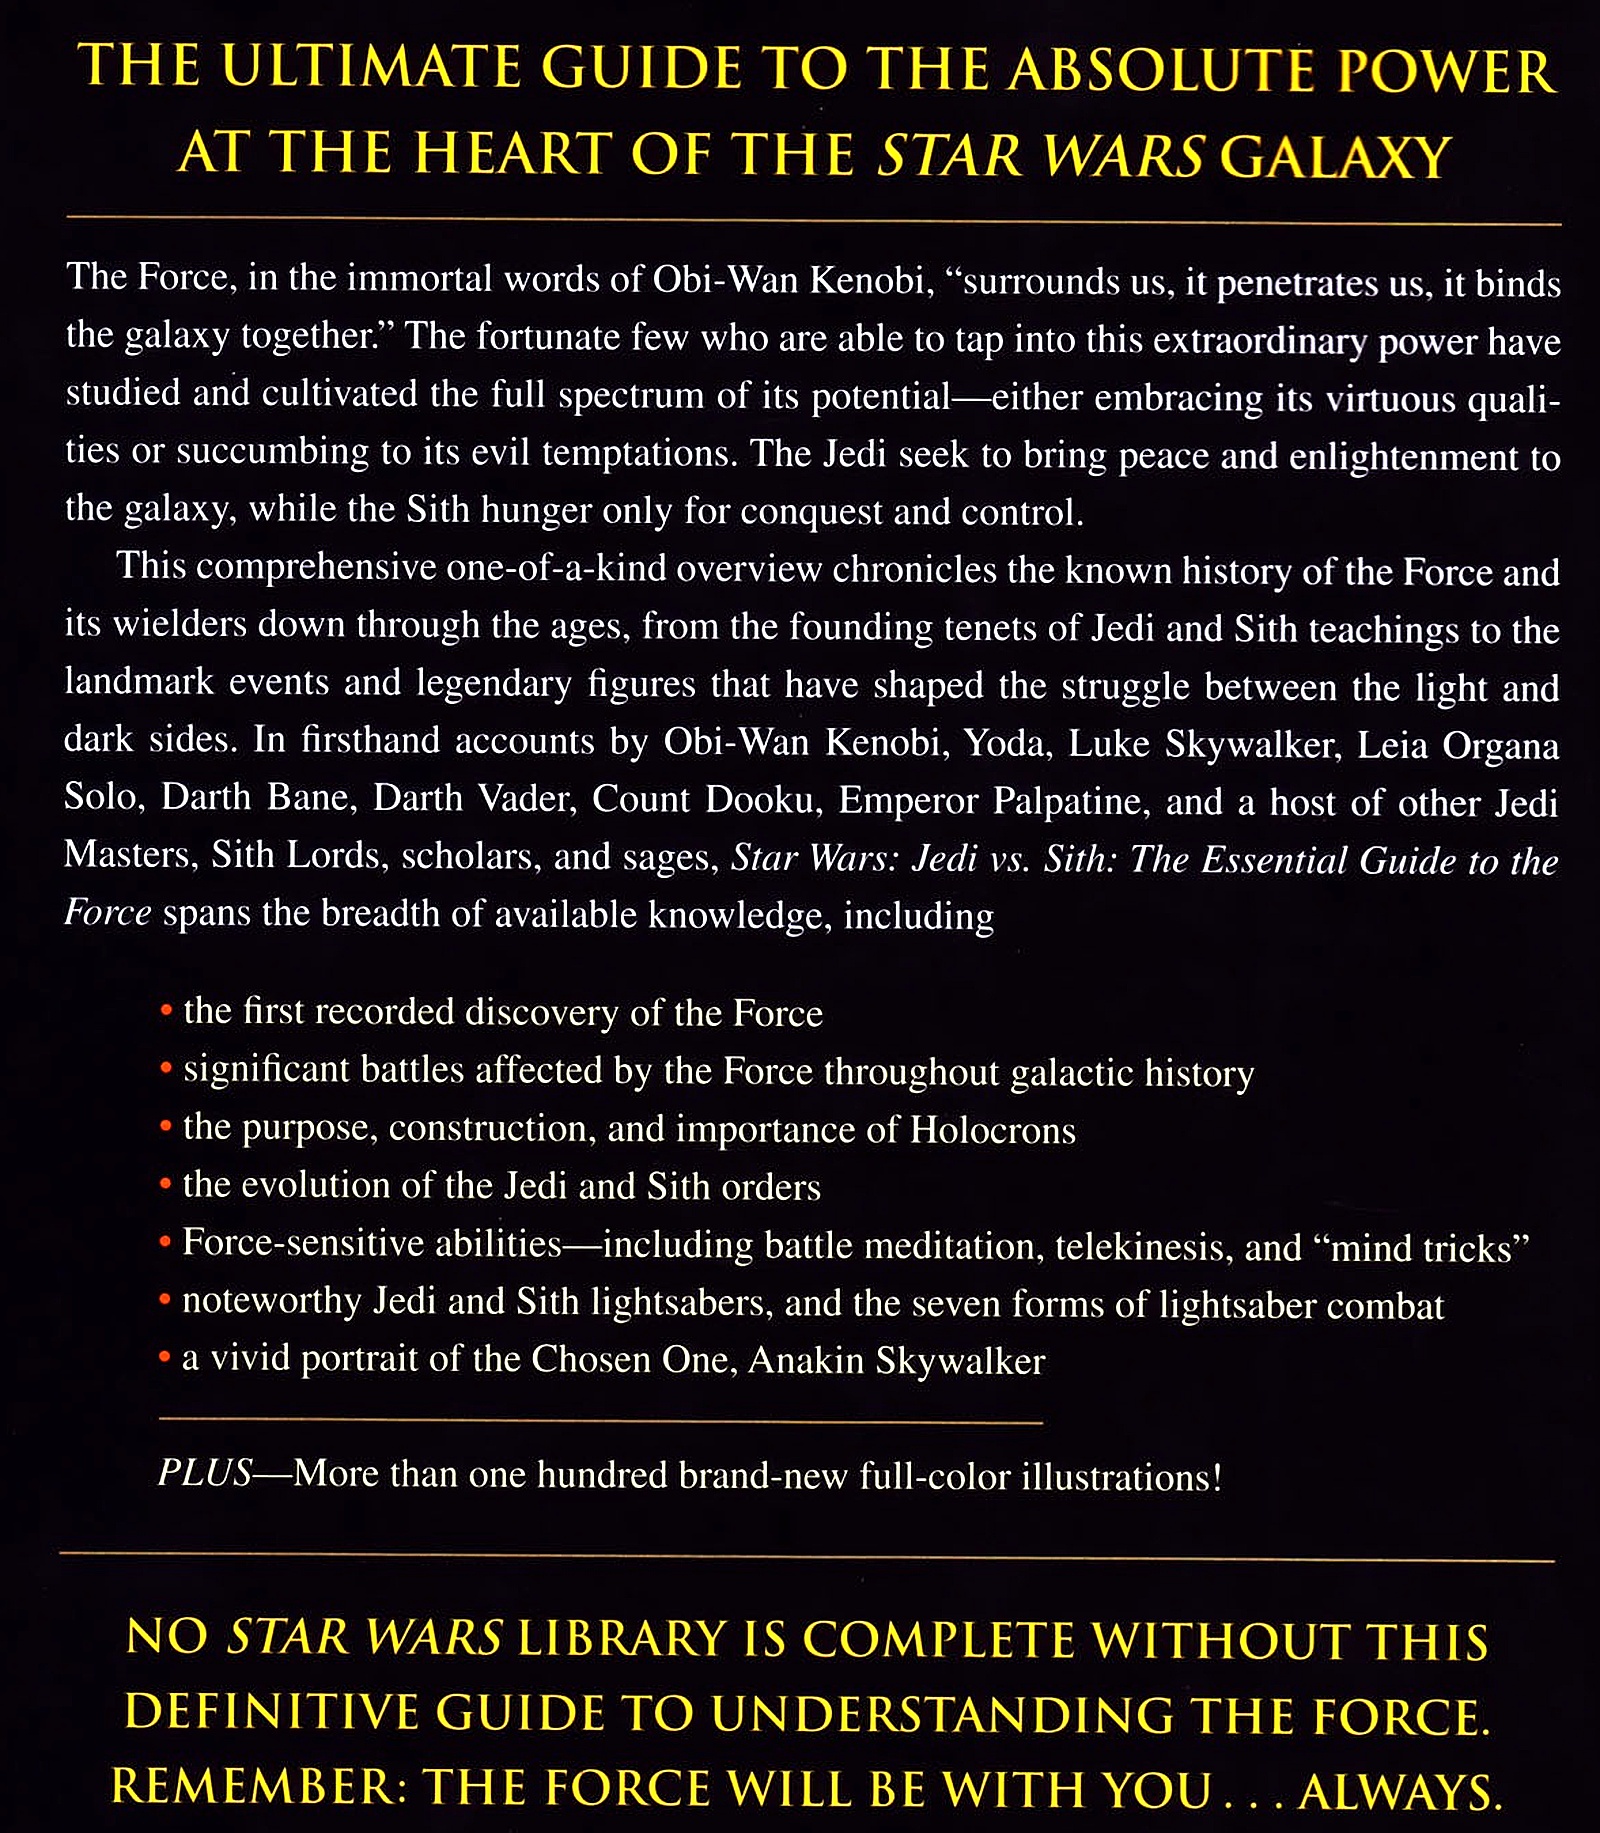 THE ULTIMATE GUIDE TO THE ABSOLUTE POWER
AT THE HEART OF THE STAR WARS GALAXY
The Force, in the immortal words of Obi-Wan Kenobi, “surrounds us, it penetrates us, it binds
the galaxy together.” The fortunate few who are able to tap into this extraordinary power have
studied and cultivated the full spectrum of its potential—either embracing its virtuous quali-
ties or succumbing to its evil temptations. The Jedi seek to bring peace and enlightenment to
the galaxy, while the Sith hunger only for conquest and control.
This comprehensive one-of-a-kind overview chronicles the known history of the Force and
its wielders down through the ages, from the founding tenets of Jedi and Sith teachings to the
landmark events and legendary figures that have shaped the struggle between the light and
dark sides. In firsthand accounts by Obi-Wan Kenobi, Yoda, Luke Skywalker, Leia Organa
Solo, Darth Bane, Darth Vader, Count Dooku, Emperor Palpatine, and a host of other Jedi
Masters, Sith Lords, scholars, and sages, Star Wars: Jedi vs. Sith: The Essential Guide to the
Force spans the breadth of available knowledge, including
• the first recorded discovery of the Force
• significant battles affected by the Force throughout galactic history
• the purpose, construction, and importance of Holocrons
• the evolution of the Jedi and Sith orders
• Force-sensitive abilities—including battle meditation, telekinesis, and “mind tricks”
• noteworthy Jedi and Sith lightsabers, and the seven forms of lightsaber combat
• a vivid portrait of the Chosen One, Anakin Skywalker
PLUS—More than one hundred brand-new full-color illustrations!
NO STAR WARS LIBRARY IS COMPLETE WITHOUT THIS
DEFINITIVE GUIDE TO UNDERSTANDING THE FORCE.
REMEMBER: THE FORCE WILL BE WITH YOU . . . ALWAYS.